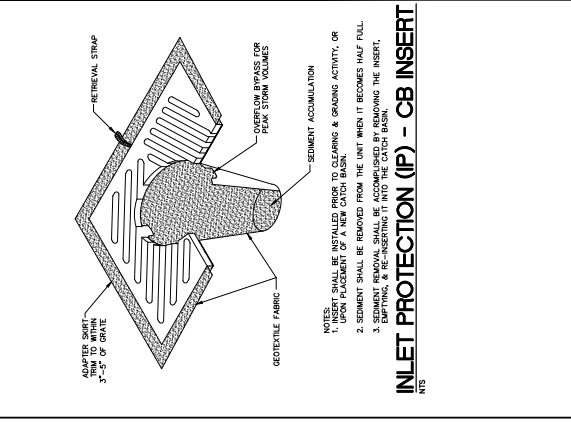 RETRIEVAL STRAP
OVERFLOW BYPASS FOR
PEAK STORM VOLUMES
SEDIMENT ACCUMULATION
ADAPTER SKIRT
TRIM TO WITHIN
3"-5" OF GRATE
GEOTEXTILE FABRIC
NOTES:
1. INSERT SHALL BE INSTALLED PRIOR TO CLEARING & GRADING ACTIVITY, OR
UPON PLACEMENT OF A NEW CATCH BASIN.
2. SEDIMENT SHALL BE REMOVED FROM THE UNIT WHEN IT BECOMES HALF FULL.
3. SEDIMENT REMOVAL SHALL BE ACCOMPLISHED BY REMOVING THE INSERT,
EMPTYING, & RE-INSERTING IT INTO THE CATCH BASIN.
INLET PROTECTION (IP) - CB INSERT
NTS